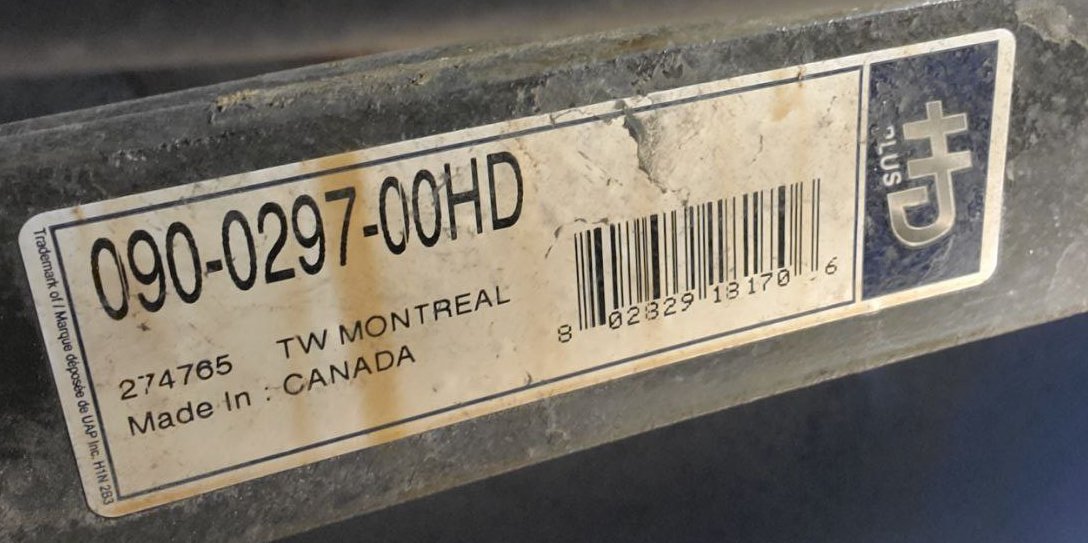 090-0297-00HD
274765 TW MONTREAL
Made In : CANADA
8 02829 18170 6
HD
PLUS
Trademark of / Marque déposée de UAP Inc. H1N 2B3